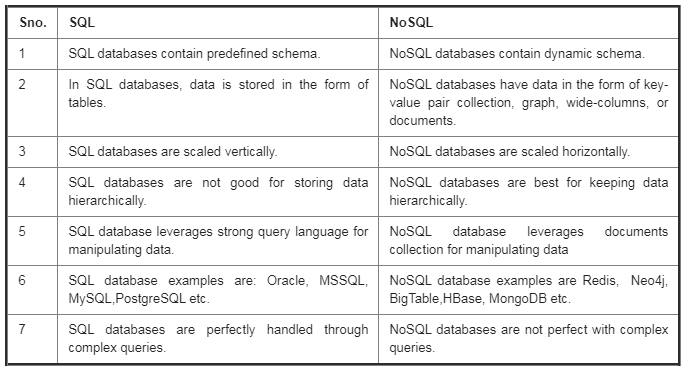 Sno. SQL NoSQL
1 SQL databases contain predefined schema. NoSQL databases contain dynamic schema.
2 In SQL databases, data is stored in the form of NoSQL databases have data in the form of key-
tables. value pair collection, graph, wide-columns, or
documents.
3 SQL databases are scaled vertically. NoSQL databases are scaled horizontally.
4 SQL databases are not good for storing data NoSQL databases are best for keeping data
hierarchically. hierarchically.
5 SQL database leverages strong query language for NoSQL database leverages documents
manipulating data. collection for manipulating data
6 SQL database examples are: Oracle, MSSQL, NoSQL database examples are Redis, Neo4j,
MySQL,PostgreSQL etc. BigTable,HBase, MongoDB etc.
7 SQL databases are perfectly handled through NoSQL databases are not perfect with complex
complex queries. queries.